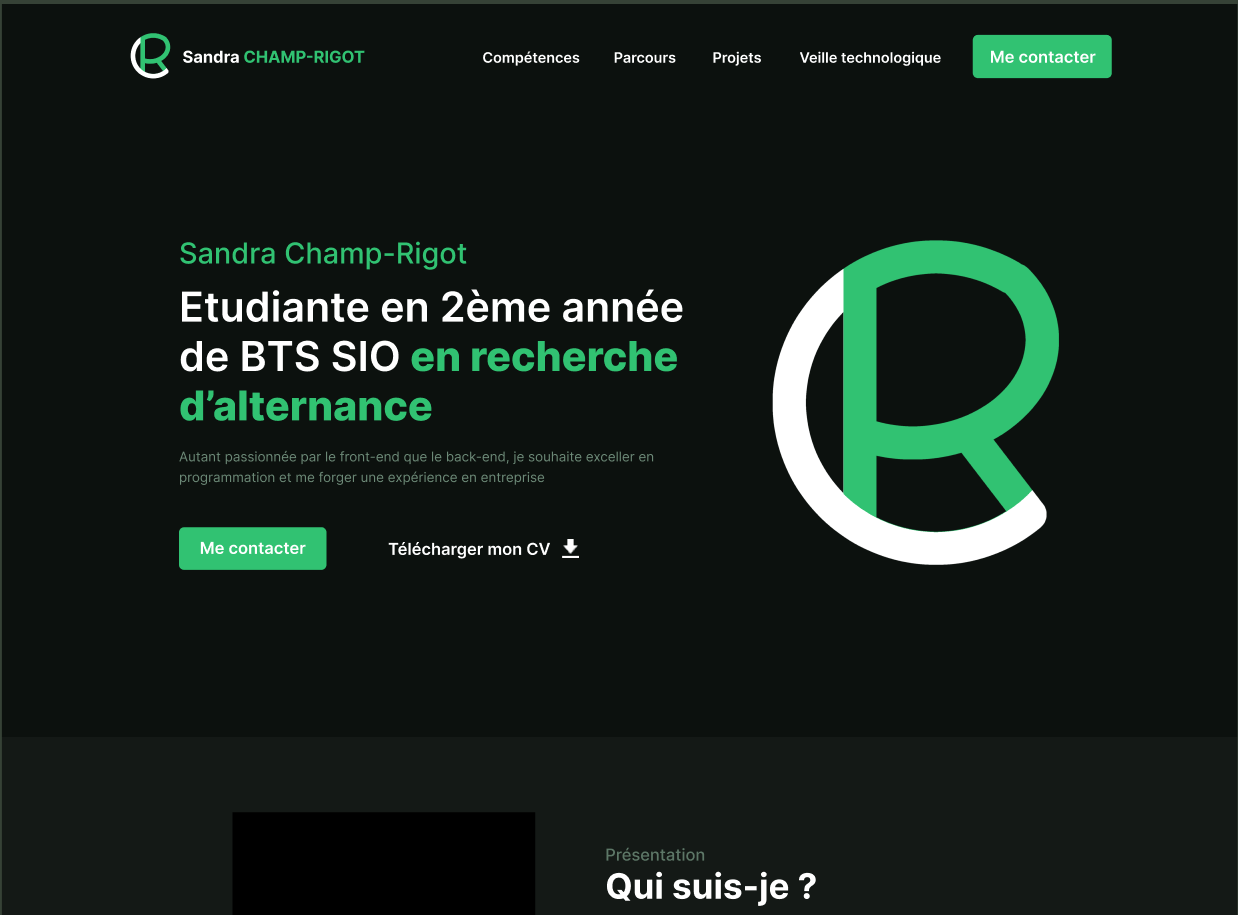 Sandra CHAMP-RIGOT
Compétences
Parcours
Projets
Veille technologique
Me contacter
Sandra Champ-Rigot
Etudiante en 2ème année
de BTS SIO en recherche
d’alternance
Autant passionnée par le front-end que le back-end, je souhaite exceller en
programmation et me forger une expérience en entreprise
Me contacter
Télécharger mon CV
Présentation
Qui suis-je ?